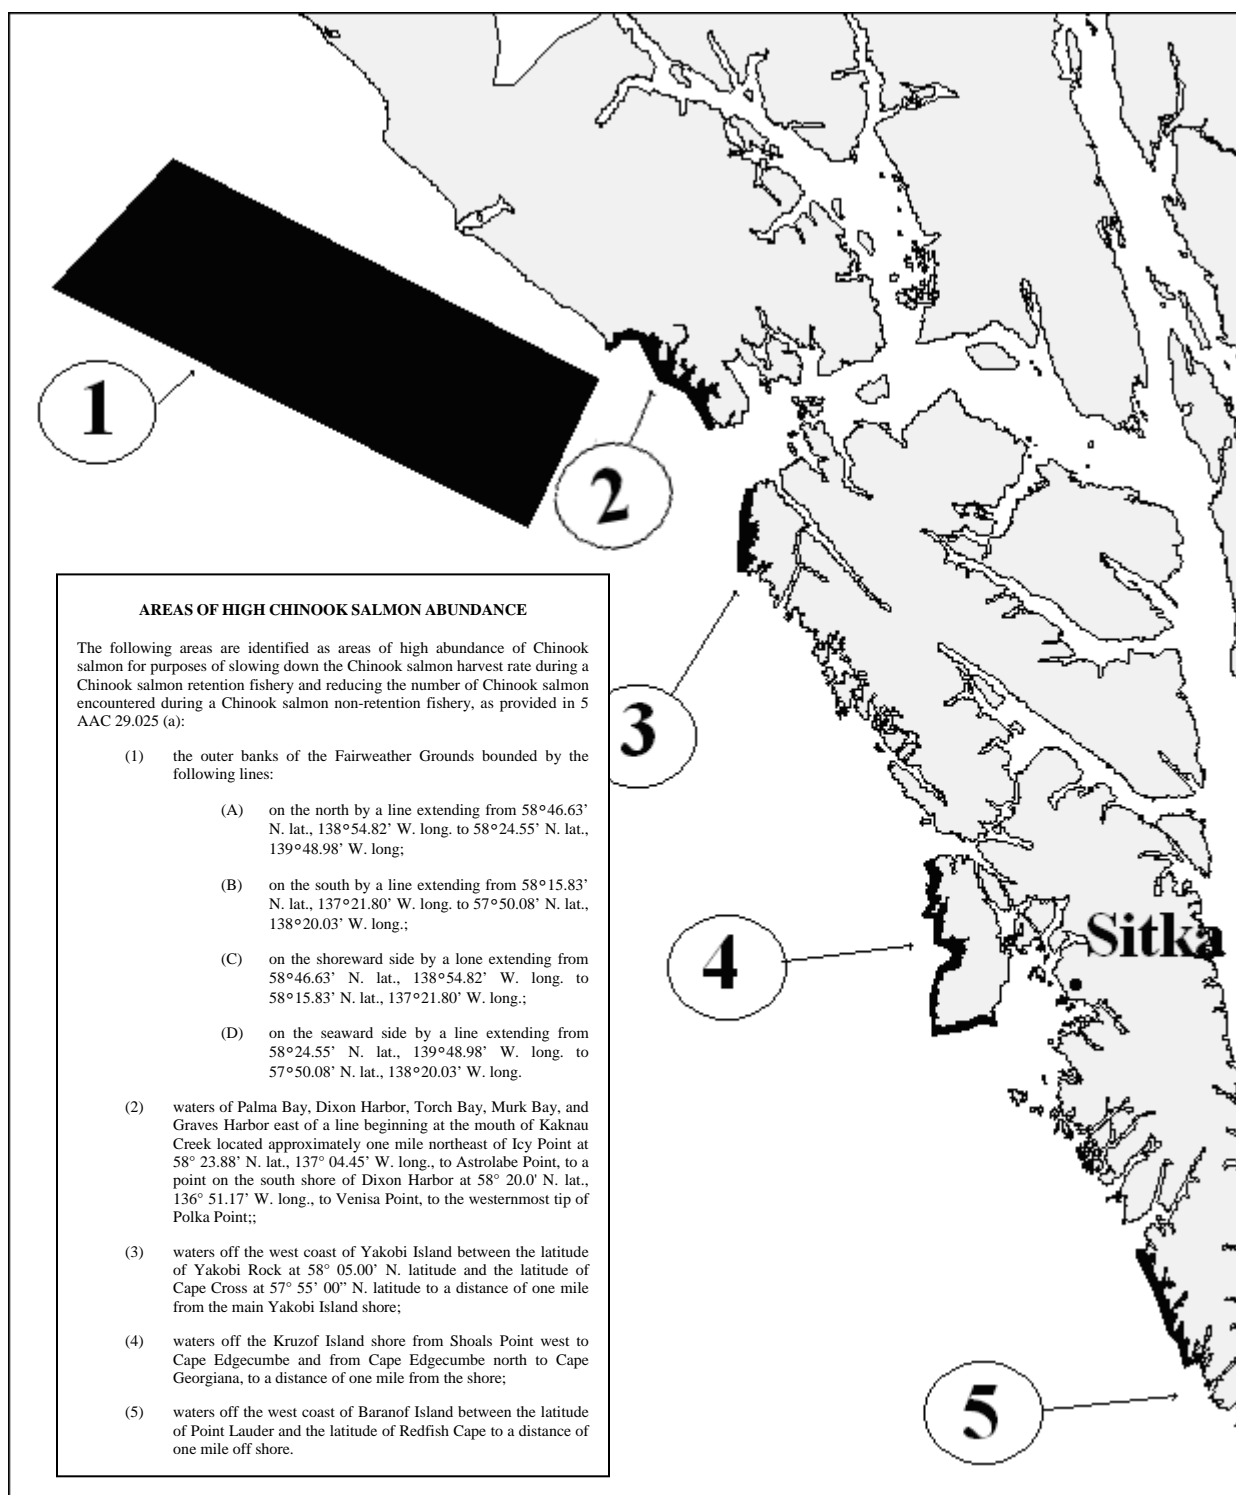 1
2
3
4
Sitka
5
AREAS OF HIGH CHINOOK SALMON ABUNDANCE
The following areas are identified as areas of high abundance of Chinook
salmon for purposes of slowing down the Chinook salmon harvest rate during a
Chinook salmon retention fishery and reducing the number of Chinook salmon
encountered during a Chinook salmon non-retention fishery, as provided in 5
AAC 29.025 (a):
(1) the outer banks of the Fairweather Grounds bounded by the
following lines:
(A) on the north by a line extending from 58°46.63’
N. lat., 138°54.82’ W. long. to 58°24.55’ N. lat.,
139°48.98’ W. long;
(B) on the south by a line extending from 58°15.83’
N. lat., 137°21.80’ W. long. to 57°50.08’ N. lat.,
138°20.03’ W. long.;
(C) on the shoreward side by a lone extending from
58°46.63’ N. lat., 138°54.82’ W. long. to
58°15.83’ N. lat., 137°21.80’ W. long.;
(D) on the seaward side by a line extending from
58°24.55’ N. lat., 139°48.98’ W. long. to
57°50.08’ N. lat., 138°20.03’ W. long.
(2) waters of Palma Bay, Dixon Harbor, Torch Bay, Murk Bay, and
Graves Harbor east of a line beginning at the mouth of Kaknau
Creek located approximately one mile northeast of Icy Point at
58° 23.88’ N. lat., 137° 04.45’ W. long., to Astrolabe Point, to a
point on the south shore of Dixon Harbor at 58° 20.0' N. lat.,
136° 51.17’ W. long., to Venisa Point, to the westernmost tip of
Polka Point;;
(3) waters off the west coast of Yakobi Island between the latitude
of Yakobi Rock at 58° 05.00’ N. latitude and the latitude of
Cape Cross at 57° 55’ 00” N. latitude to a distance of one mile
from the main Yakobi Island shore;
(4) waters off the Kruzof Island shore from Shoals Point west to
Cape Edgecumbe and from Cape Edgecumbe north to Cape
Georgiana, to a distance of one mile from the shore;
(5) waters off the west coast of Baranof Island between the latitude
of Point Lauder and the latitude of Redfish Cape to a distance of
one mile off shore.